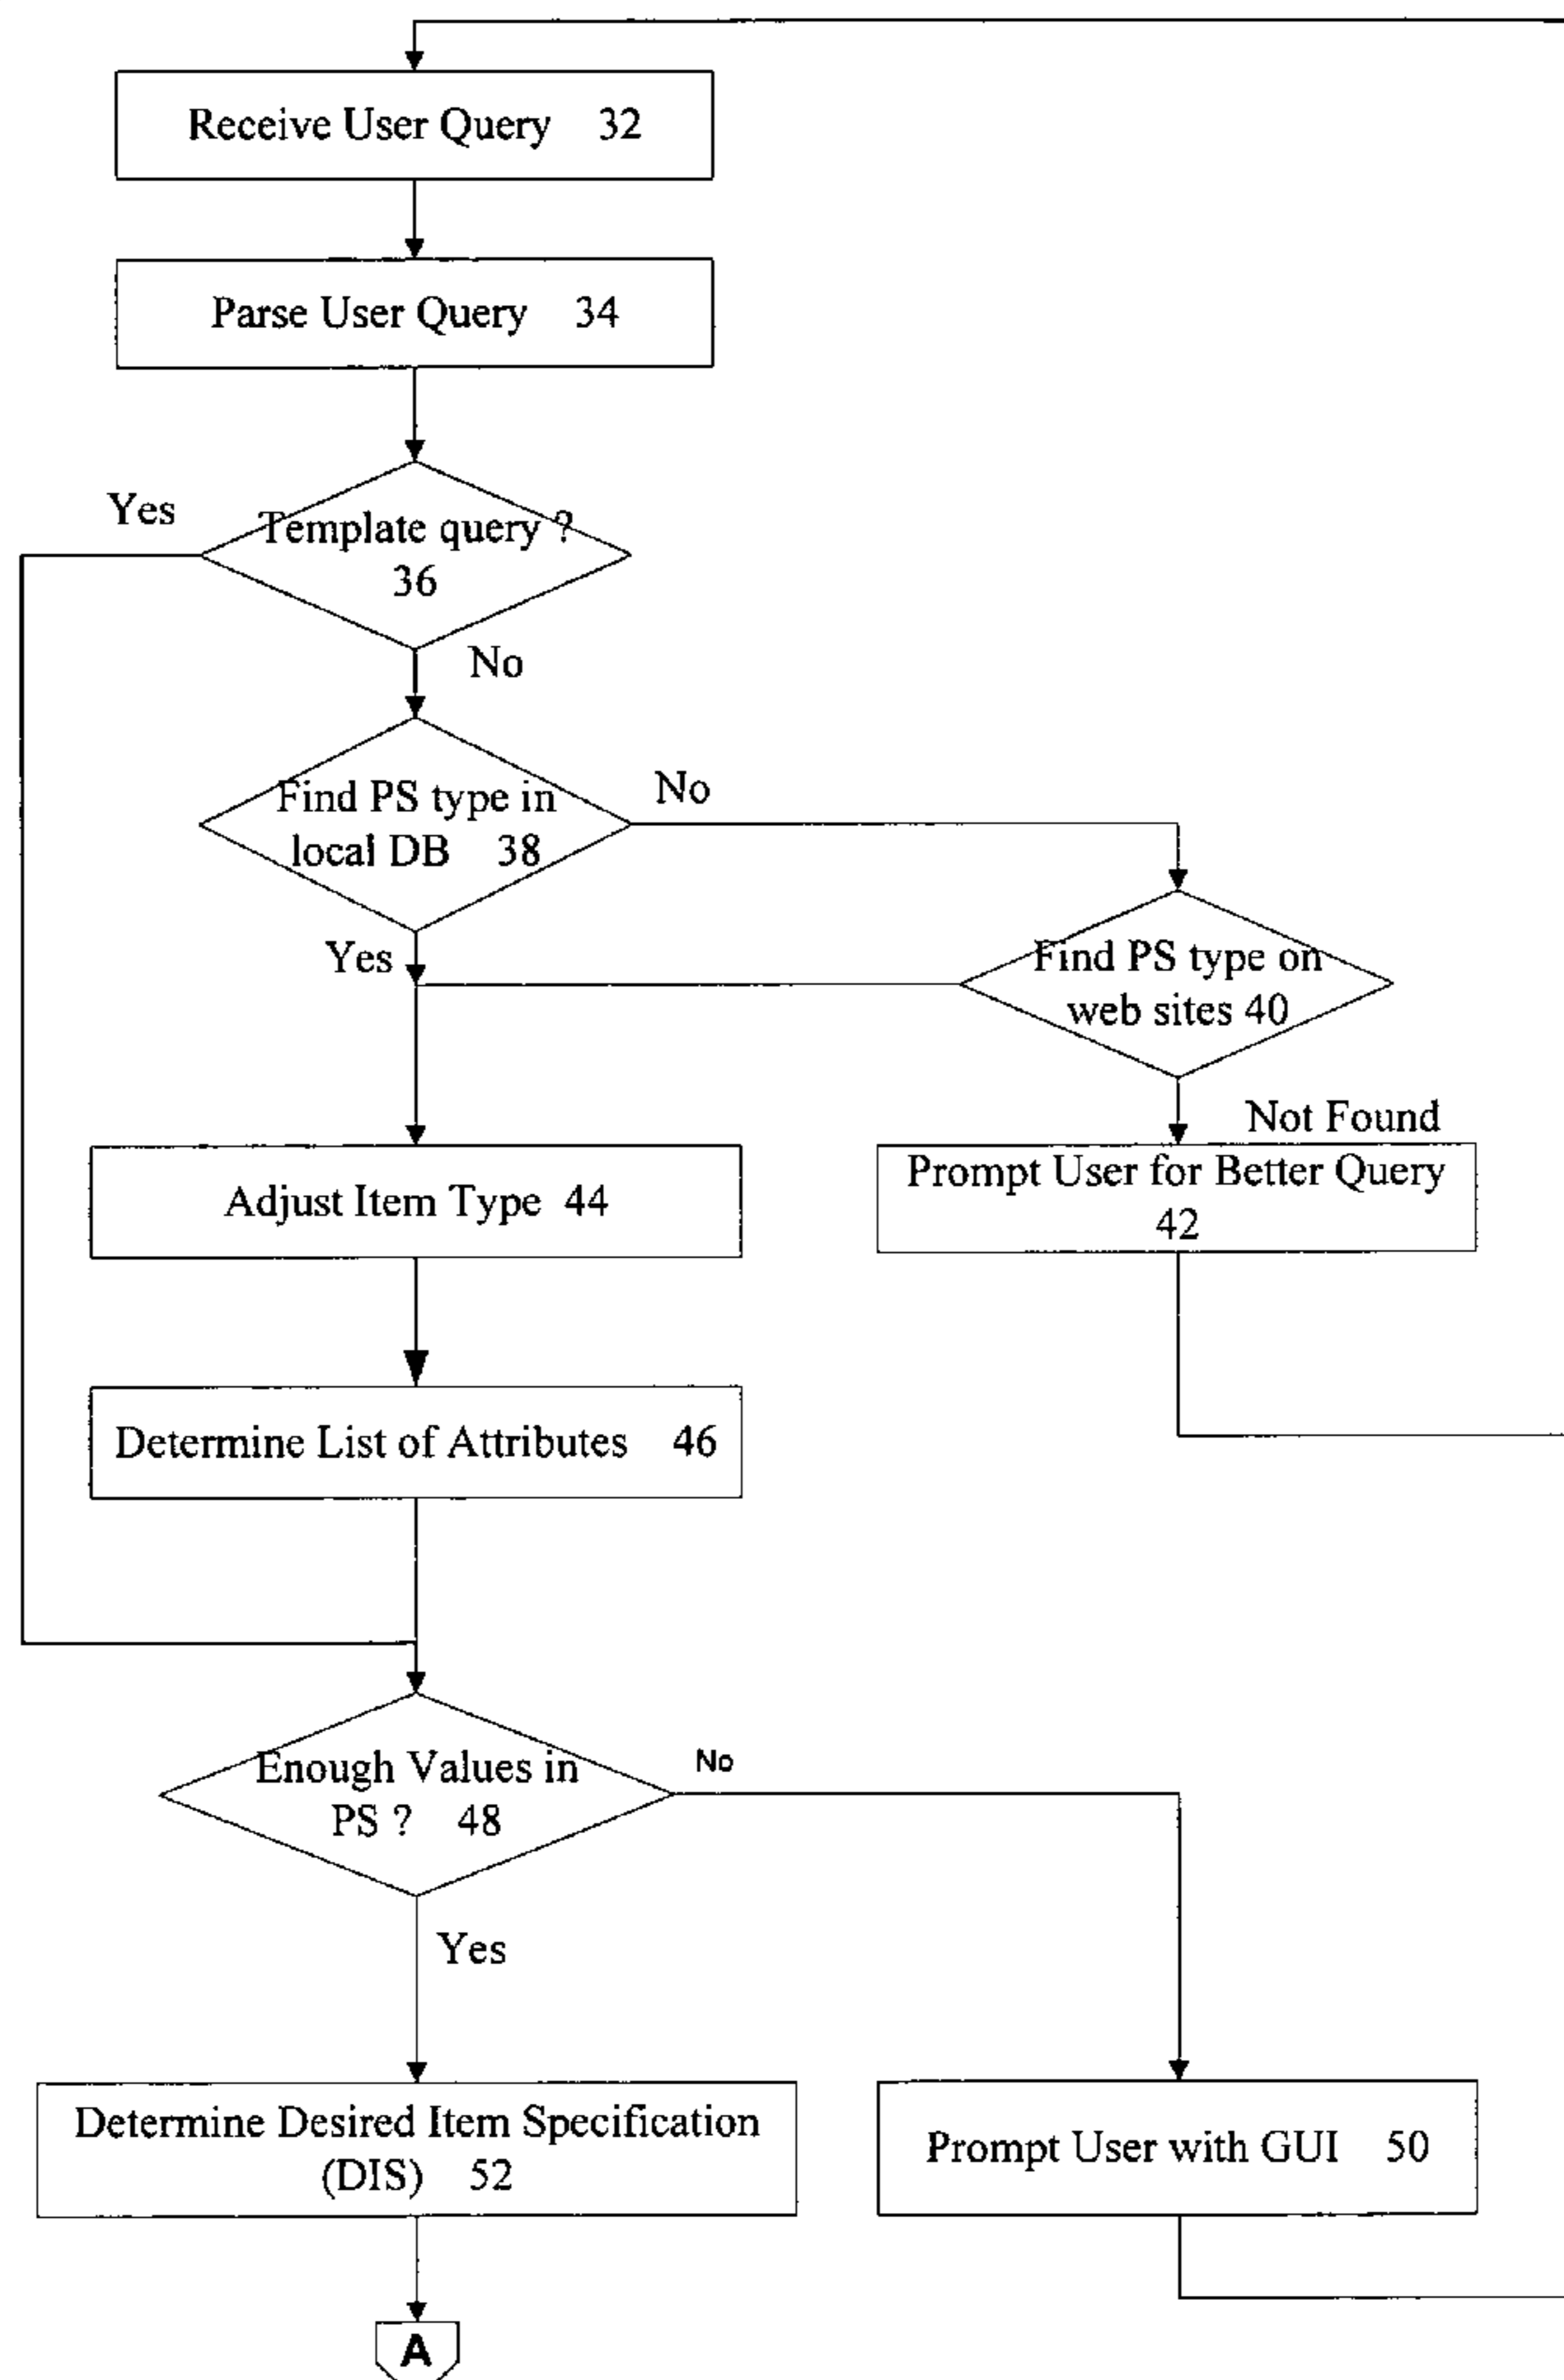 Receive User Query 32
Parse User Query 34
Yes
Template query ?
36
No
Find PS type in
local DB 38
No
Yes
Find PS type on
web sites 40
Not Found
Prompt User for Better Query
42
Adjust Item Type 44
Determine List of Attributes 46
Enough Values in
PS ? 48
No
Yes
Determine Desired Item Specification
(DIS) 52
Prompt User with GUI 50
A